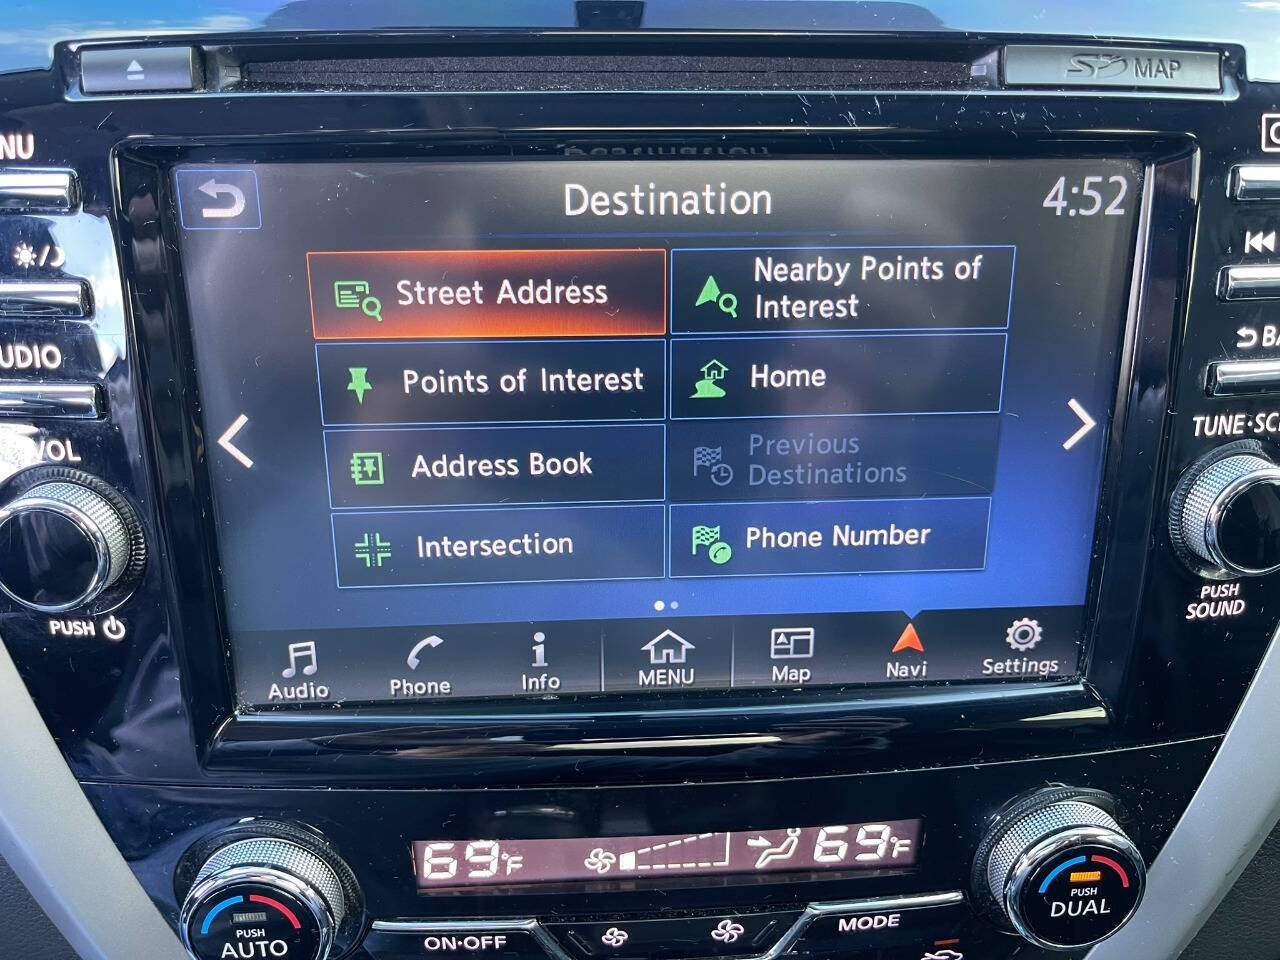 SD MAP
Destination
4:52
Street Address
Nearby Points of
Interest
Points of Interest
Home
Address Book
Previous
Destinations
Intersection
Phone Number
Audio
Phone
Info
MENU
Map
Navi
Settings
VOL
PUSH
TUNE·SC
PUSH
SOUND
69°F
69°F
PUSH
AUTO
ON·OFF
MODE
PUSH
DUAL